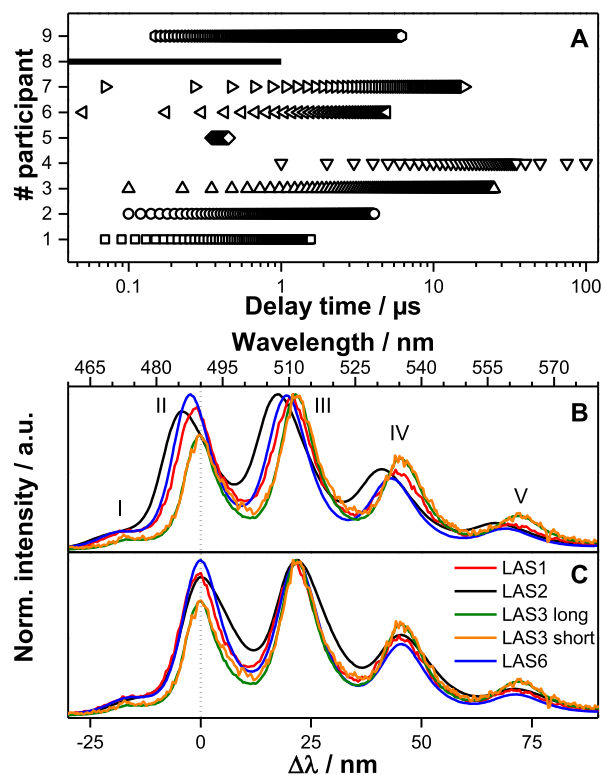 A
# participant
9
8
7
6
5
4
3
2
1
0.1 1 10 100
Delay time / µs
Wavelength / nm
465 480 495 510 525 540 555 570
Norm. intensity / a.u.
B
I II III IV V
C
LAS1
LAS2
LAS3 long
LAS3 short
LAS6
-25 0 25 50 75
Δλ / nm